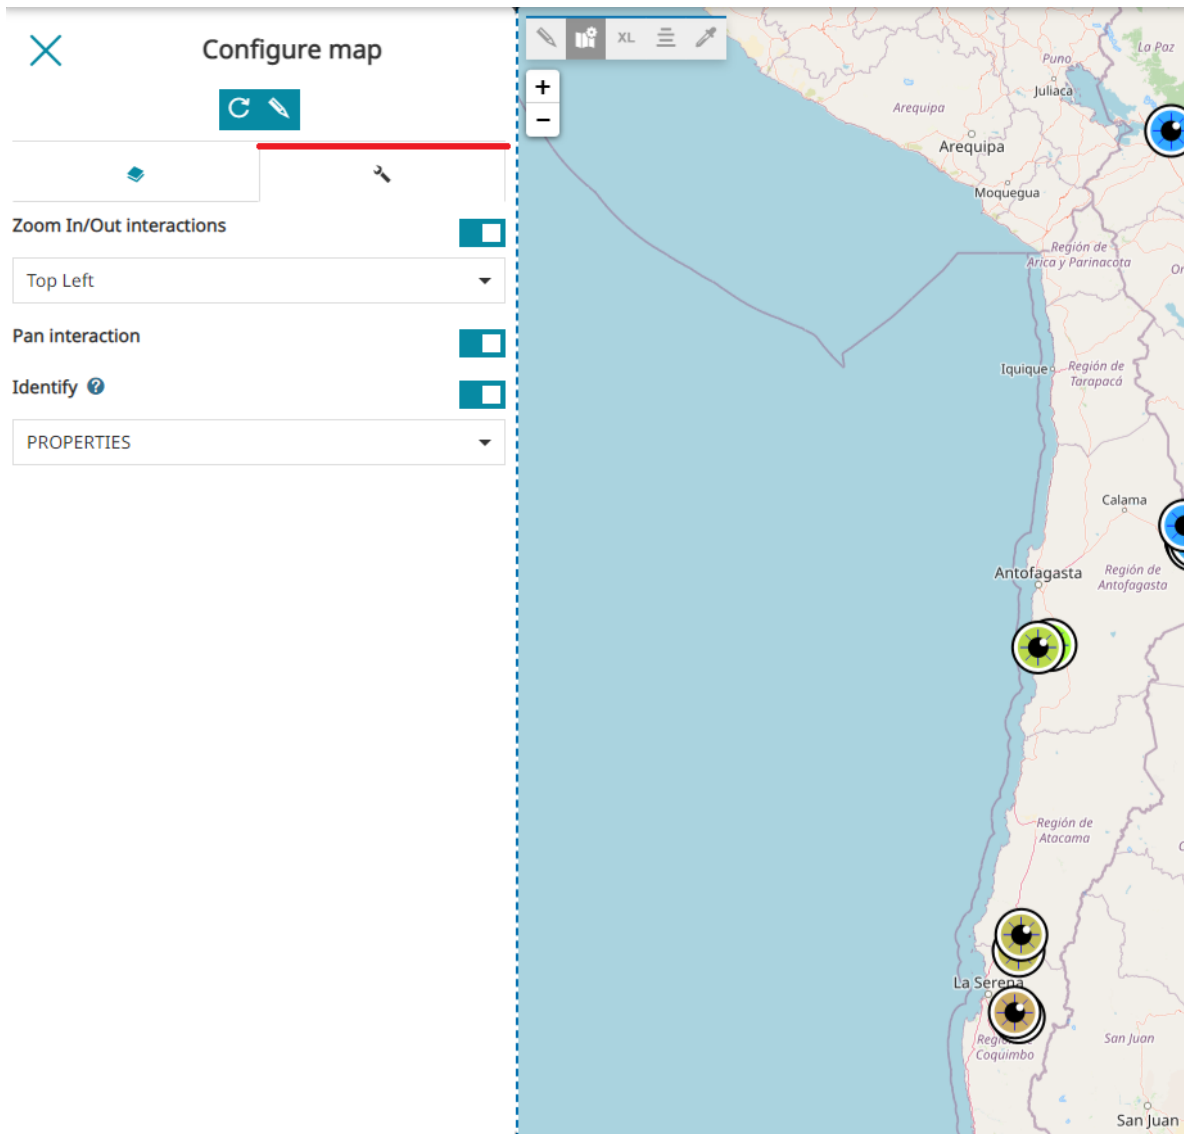 Configure map
Zoom In/Out interactions
Top Left
Pan interaction
Identify ?
PROPERTIES
XL
+
−
La Paz
Puno
Juliaca
Arequipa
Arequipa
Moquegua
Región de
Arica y Parinacota
Iquique
Región de
Tarapacá
Calama
Antofagasta
Región de
Antofagasta
Región de
Atacama
La Serena
Coquimbo
San Juan
San Juan